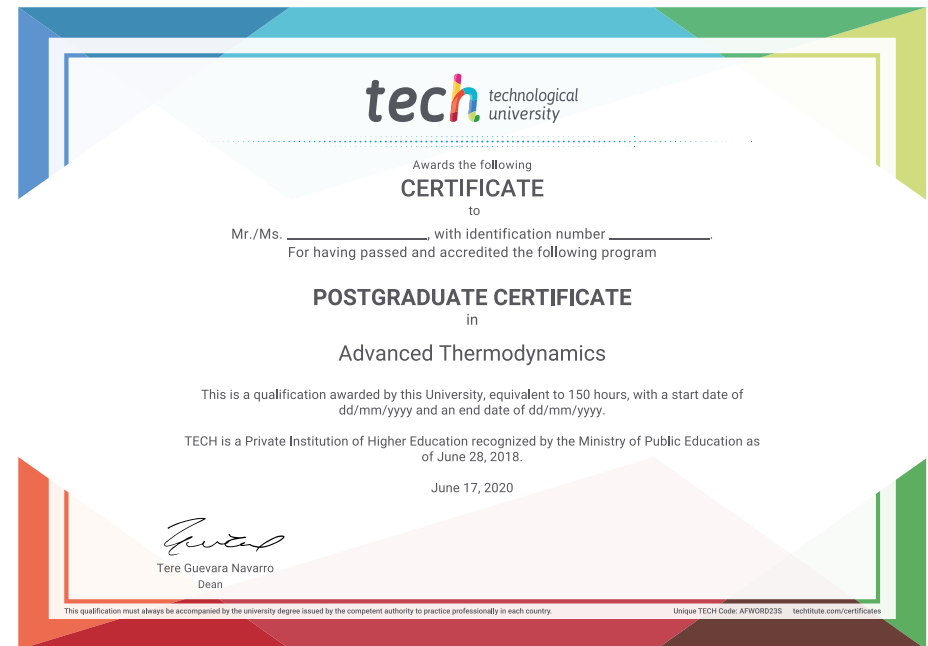 tech technological
university
Awards the following
CERTIFICATE
to
Mr./Ms. ____________________, with identification number ______________.
For having passed and accredited the following program
POSTGRADUATE CERTIFICATE
in
Advanced Thermodynamics
This is a qualification awarded by this University, equivalent to 150 hours, with a start date of
dd/mm/yyyy and an end date of dd/mm/yyyy.
TECH is a Private Institution of Higher Education recognized by the Ministry of Public Education as
of June 28, 2018.
June 17, 2020
Tere Guevara Navarro
Dean
This qualification must always be accompanied by the university degree issued by the competent authority to practice professionally in each country.
Unique TECH Code: AFWORD23S techtitute.com/certificates